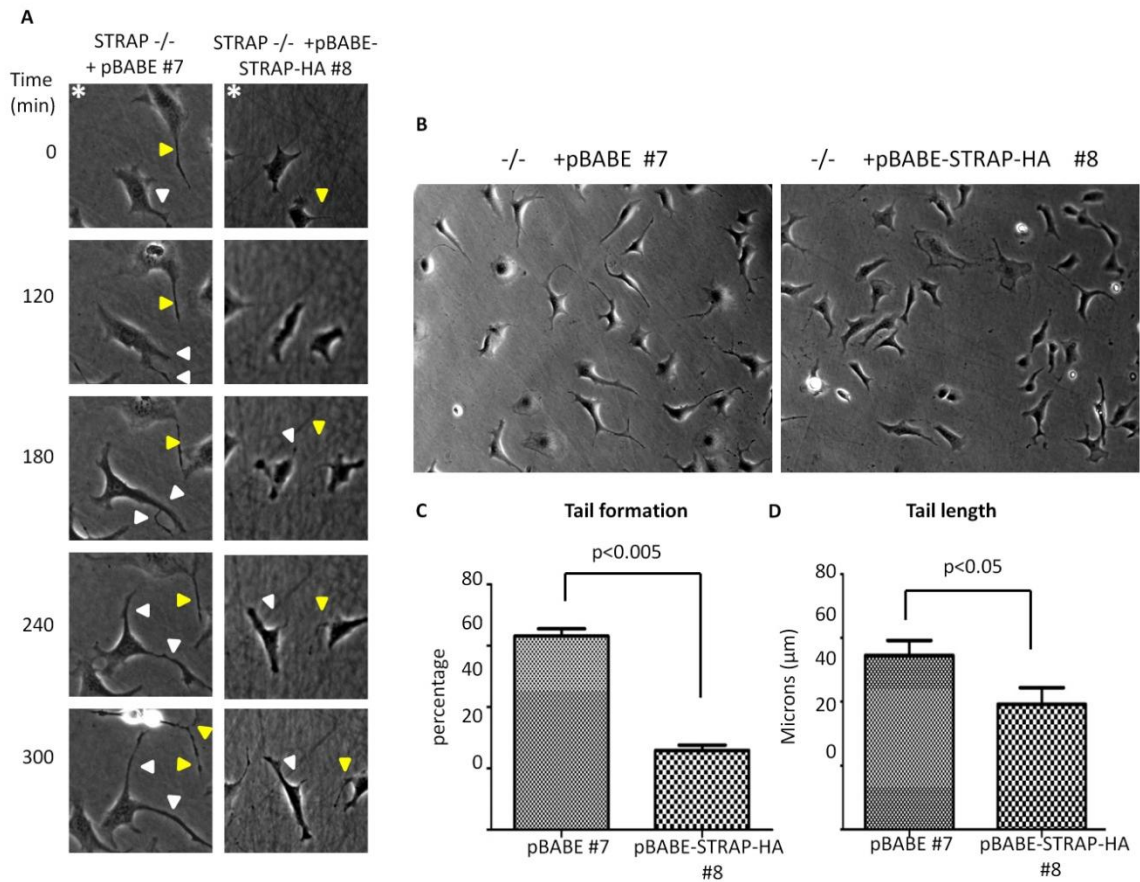 A
STRAP -/-
+ pBABE #7
STRAP -/- +pBABE-
STRAP-HA #8
Time
(min)
*
*
0
120
180
240
300
B
-/- +pBABE #7
-/- +pBABE-STRAP-HA #8
C
Tail formation
p<0.005
80
60
40
20
0
percentage
pBABE #7
pBABE-STRAP-HA
#8
D
Tail length
p<0.05
80
60
40
20
0
Microns (µm)
pBABE #7
pBABE-STRAP-HA
#8